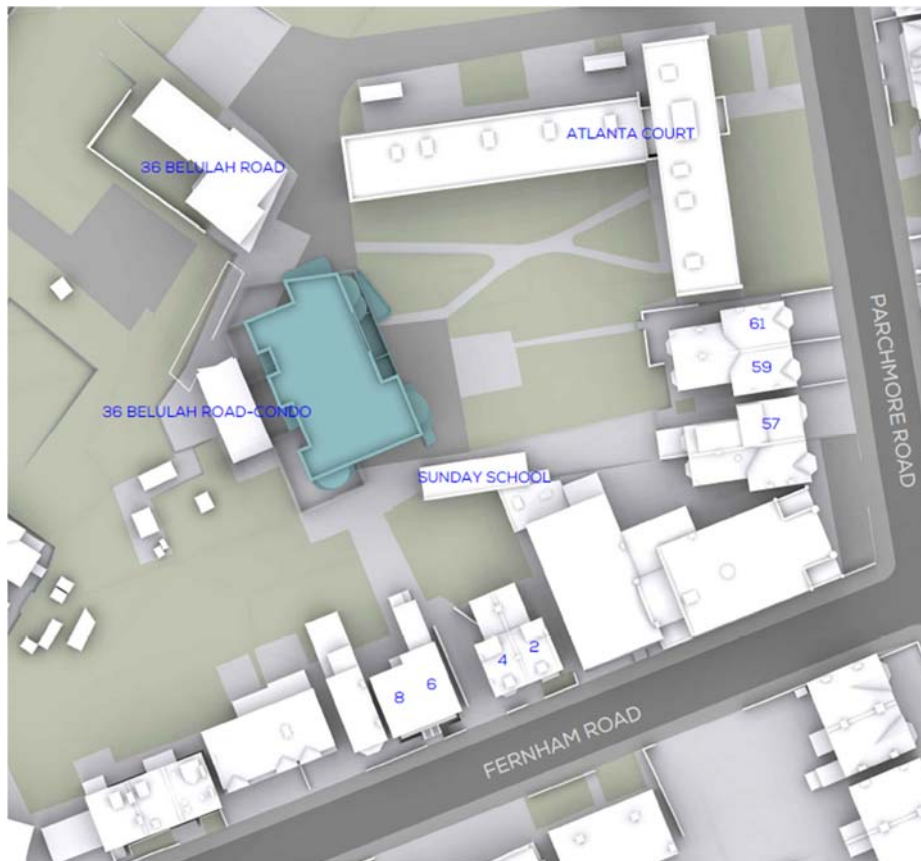 ATLANTA COURT
36 BELULAH ROAD
PARCHMORE ROAD
61
59
36 BELULAH ROAD-CONDO
57
SUNDAY SCHOOL
2
4
6
8
FERNHAM ROAD